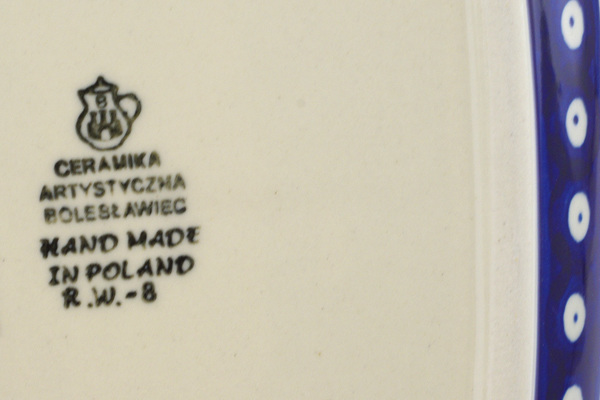 B
CERAMIKA
ARTYSTYCZNA
BOLESŁAWIEC
HAND MADE
IN POLAND
R.W.-8